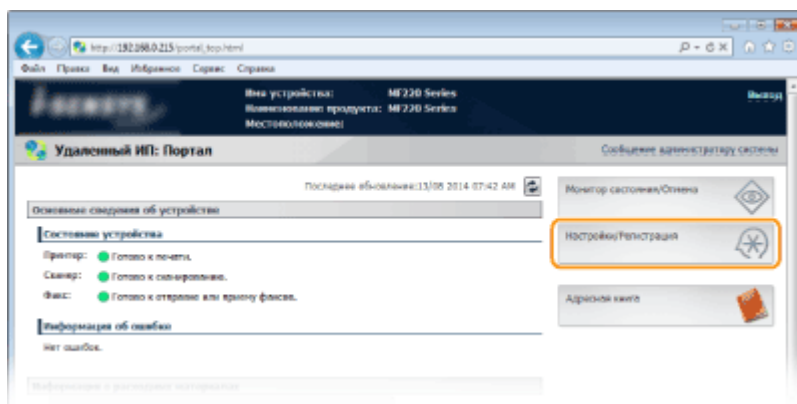 http://192.168.0.215/portal_top.html
Файл Правка Вид Избранное Сервис Справка
Имя устройства: MF220 Series
Наименование продукта: MF220 Series
Местоположение:
Выход
Удаленный ИП: Портал
Сообщение администратору системы
Последнее обновление:13/08 2014 07:42 AM
Основные сведения об устройстве
Состояние устройства
Принтер: Готово к печати.
Сканер: Готово к сканированию.
Факс: Готово к отправке или приему факсов.
Информация об ошибке
Нет ошибок.
Информация о расходных материалах
Монитор состояния/Отмена
Настройки/Регистрация
Адресная книга